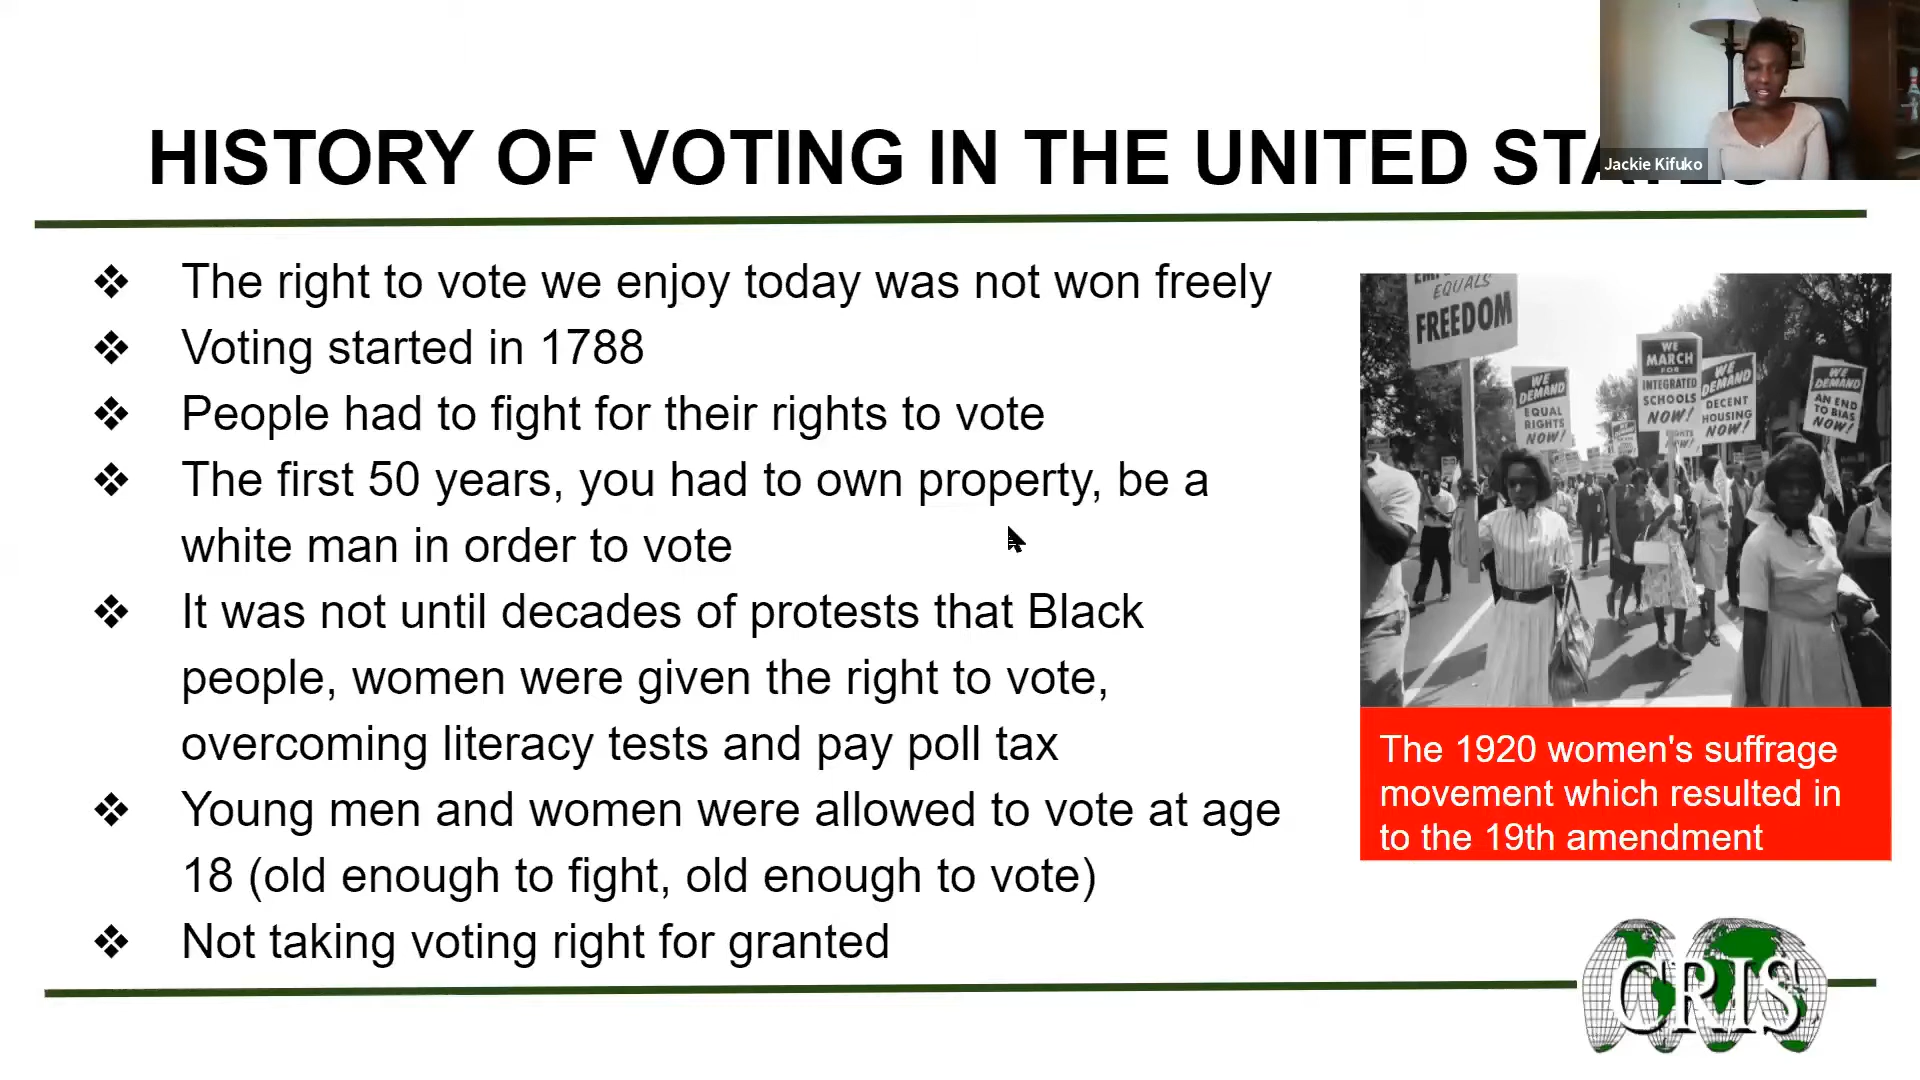 HISTORY OF VOTING IN THE UNITED
Jackie Kifuko
The right to vote we enjoy today was not won freely
Voting started in 1788
People had to fight for their rights to vote
The first 50 years, you had to own property, be a
white man in order to vote
It was not until decades of protests that Black
people, women were given the right to vote,
overcoming literacy tests and pay poll tax
Young men and women were allowed to vote at age
18 (old enough to fight, old enough to vote)
Not taking voting right for granted
EQUALS
FREEDOM
WE
DEMAND
EQUAL
RIGHTS
NOW!
WE
MARCH
FOR
INTEGRATED
SCHOOLS
NOW!
WE
DEMAND
DECENT
HOUSING
NOW!
WE
DEMAND
AN END
TO BIAS
NOW!
The 1920 women's suffrage
movement which resulted in
to the 19th amendment
CRIS